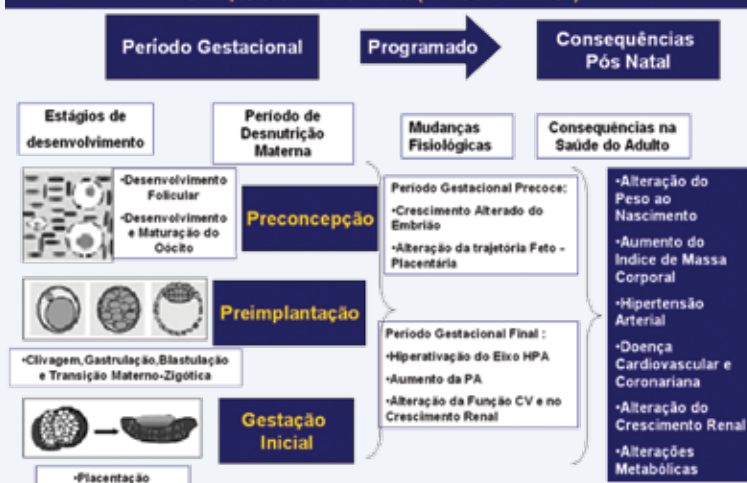 Período Gestacional
Programado
Consequências
Pós Natal
Estágios de
desenvolvimento
Período de
Desnutrição
Materna
Mudanças
Fisiológicas
Consequências na
Saúde do Adulto
•Desenvolvimento
Folicular
•Desenvolvimento
e Maturação do
Oócito
Preconcepção
Preimplantação
•Clivagem,Gastrulação,Blastulação
e Transição Materno-Zigótica
Gestação
Inicial
•Placentação
Período Gestacional Precoce:
•Crescimento Alterado do
Embrião
•Alteração da trajetória Feto -
Placentária
Período Gestacional Final :
•Hiperativação do Eixo HPA
•Aumento da PA
•Alteração da Função CV e no
Crescimento Renal
•Alteração do
Peso ao
Nascimento
•Aumento do
Indice de Massa
Corporal
•Hipertensão
Arterial
•Doença
Cardiovascular e
Coronariana
•Alteração do
Crescimento Renal
•Alterações
Metabólicas